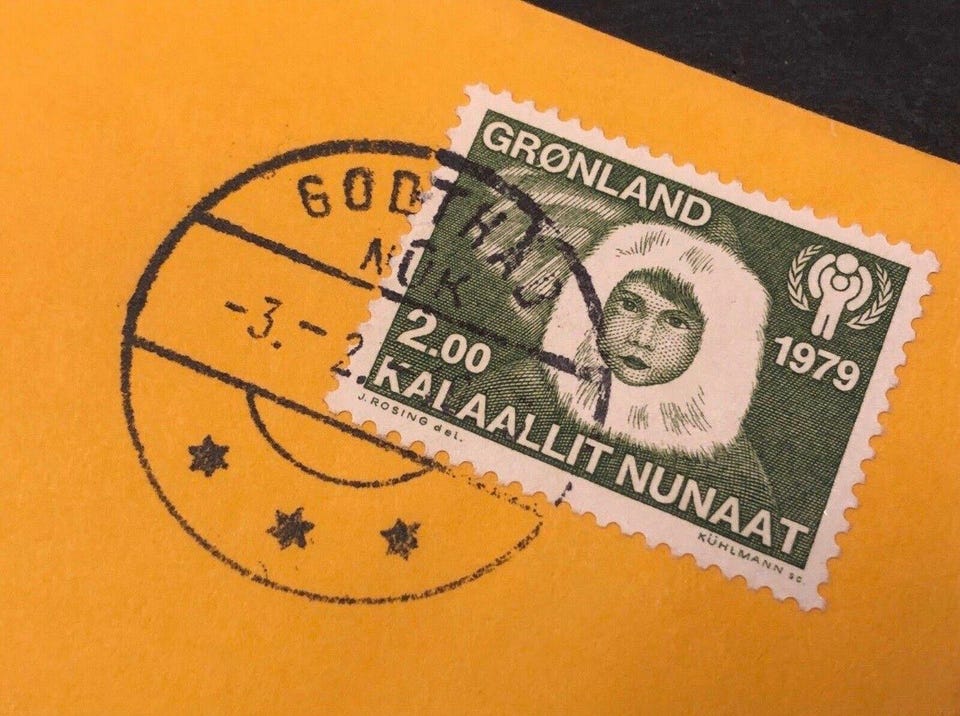 GODTHÅB
NUK
-3.-2.
GRØNLAND
1979
2.00
KALAALLIT NUNAAT
J. ROSING del.
KÜHLMANN sc.